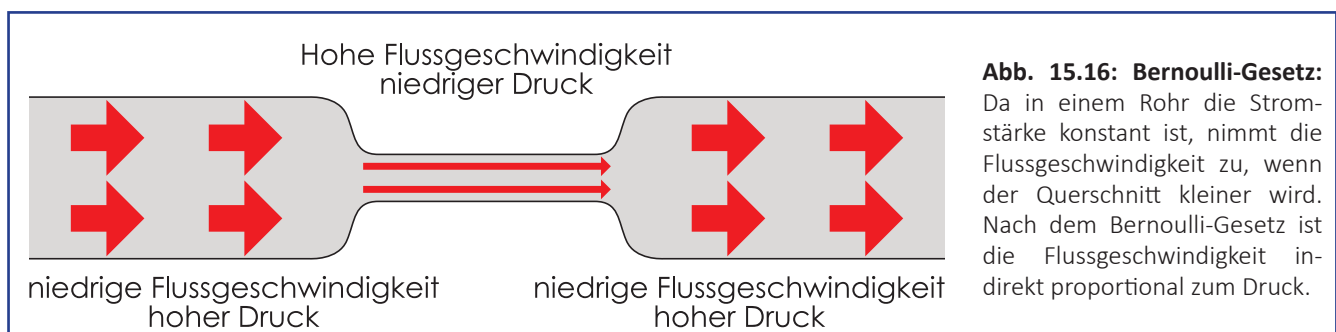 Hohe Flussgeschwindigkeit
niedriger Druck
niedrige Flussgeschwindigkeit
hoher Druck
niedrige Flussgeschwindigkeit
hoher Druck
Abb. 15.16: Bernoulli-Gesetz:
Da in einem Rohr die Strom-
stärke konstant ist, nimmt die
Flussgeschwindigkeit zu, wenn
der Querschnitt kleiner wird.
Nach dem Bernoulli-Gesetz ist
die Flussgeschwindigkeit in-
direkt proportional zum Druck.